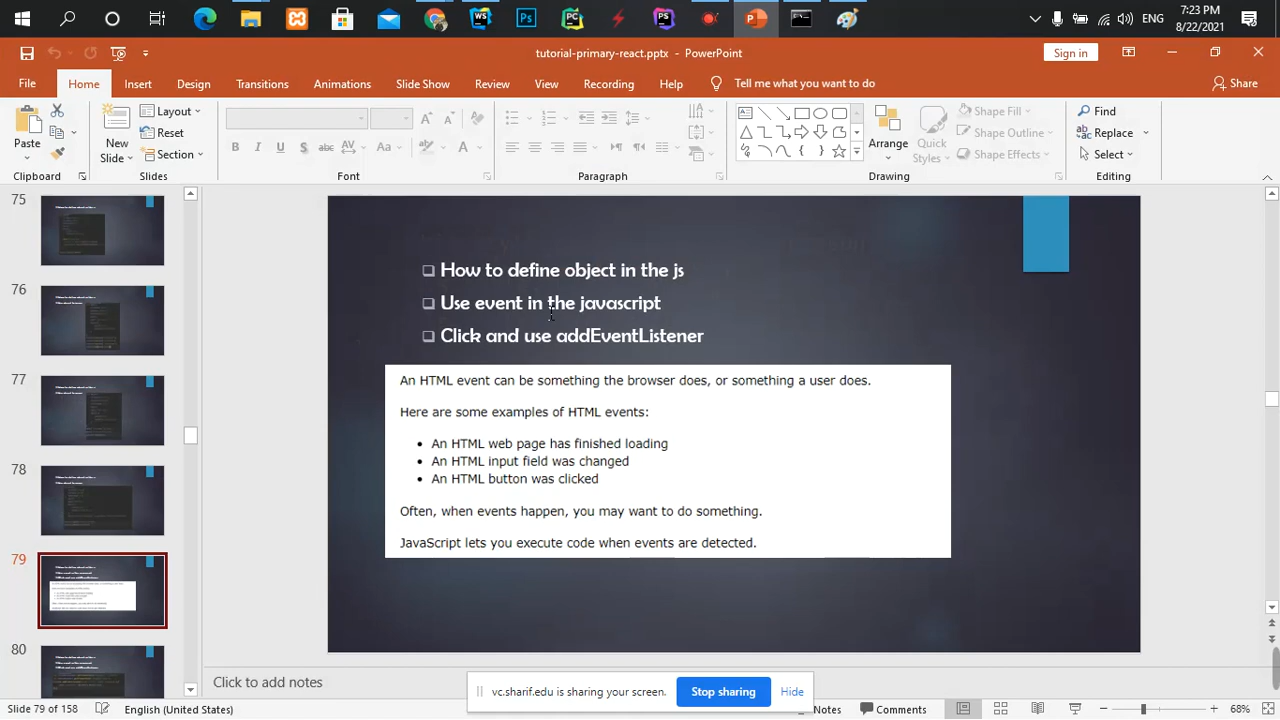 7:23 PM
ENG
8/22/2021
tutorial-primary-react.pptx - PowerPoint
Sign in
File Home Insert Design Transitions Animations Slide Show Review View Recording Help Tell me what you want to do
Share
Paste
New Slide
Layout
Reset
Section
Arrange
Quick Styles
Shape Fill
Shape Outline
Shape Effects
Find
Replace
Select
Clipboard Slides Font Paragraph Drawing Editing
75
76
77
78
79
80
How to define object in the js
Use event in the javascript
Click and use addEventListener
An HTML event can be something the browser does, or something a user does.
Here are some examples of HTML events:
• An HTML web page has finished loading
• An HTML input field was changed
• An HTML button was clicked
Often, when events happen, you may want to do something.
JavaScript lets you execute code when events are detected.
Click to add notes
vc.sharif.edu is sharing your screen.
Stop sharing
Hide
Slide 79 of 158
English (United States)
Notes
Comments
68%